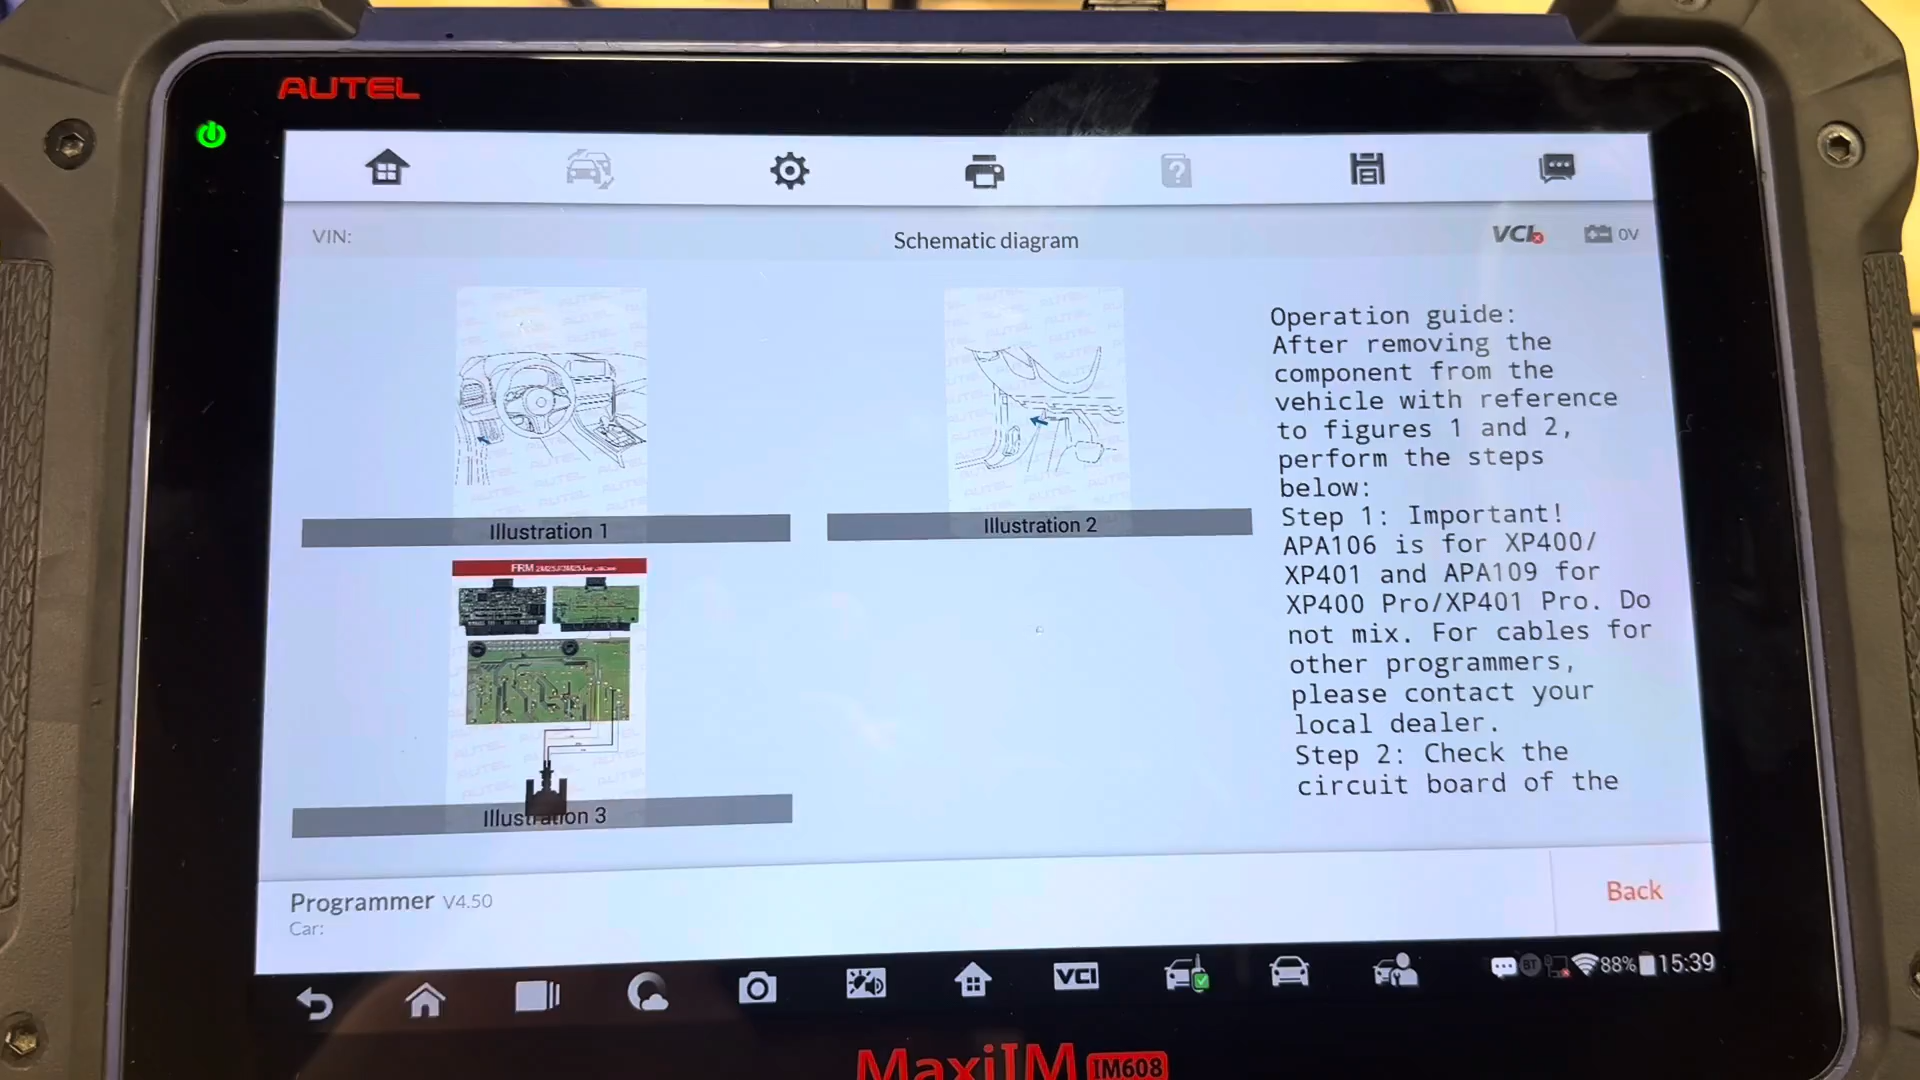 AUTEL
VIN:
Schematic diagram
VCI
0V
Illustration 1
Illustration 2
FRM
Illustration 3
Operation guide:
After removing the
component from the
vehicle with reference
to figures 1 and 2,
perform the steps
below:
Step 1: Important!
APA106 is for XP400/
XP401 and APA109 for
XP400 Pro/XP401 Pro. Do
not mix. For cables for
other programmers,
please contact your
local dealer.
Step 2: Check the
circuit board of the
Programmer V4.50
Car:
Back
VCI
BT
88%
15:39
MaxiIM IM608